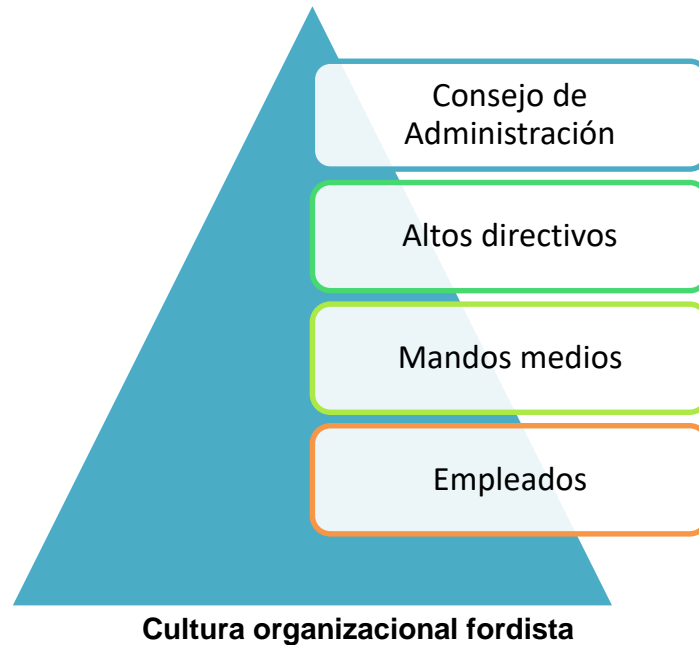 Consejo de
Administración
Altos directivos
Mandos medios
Empleados
Cultura organizacional fordista